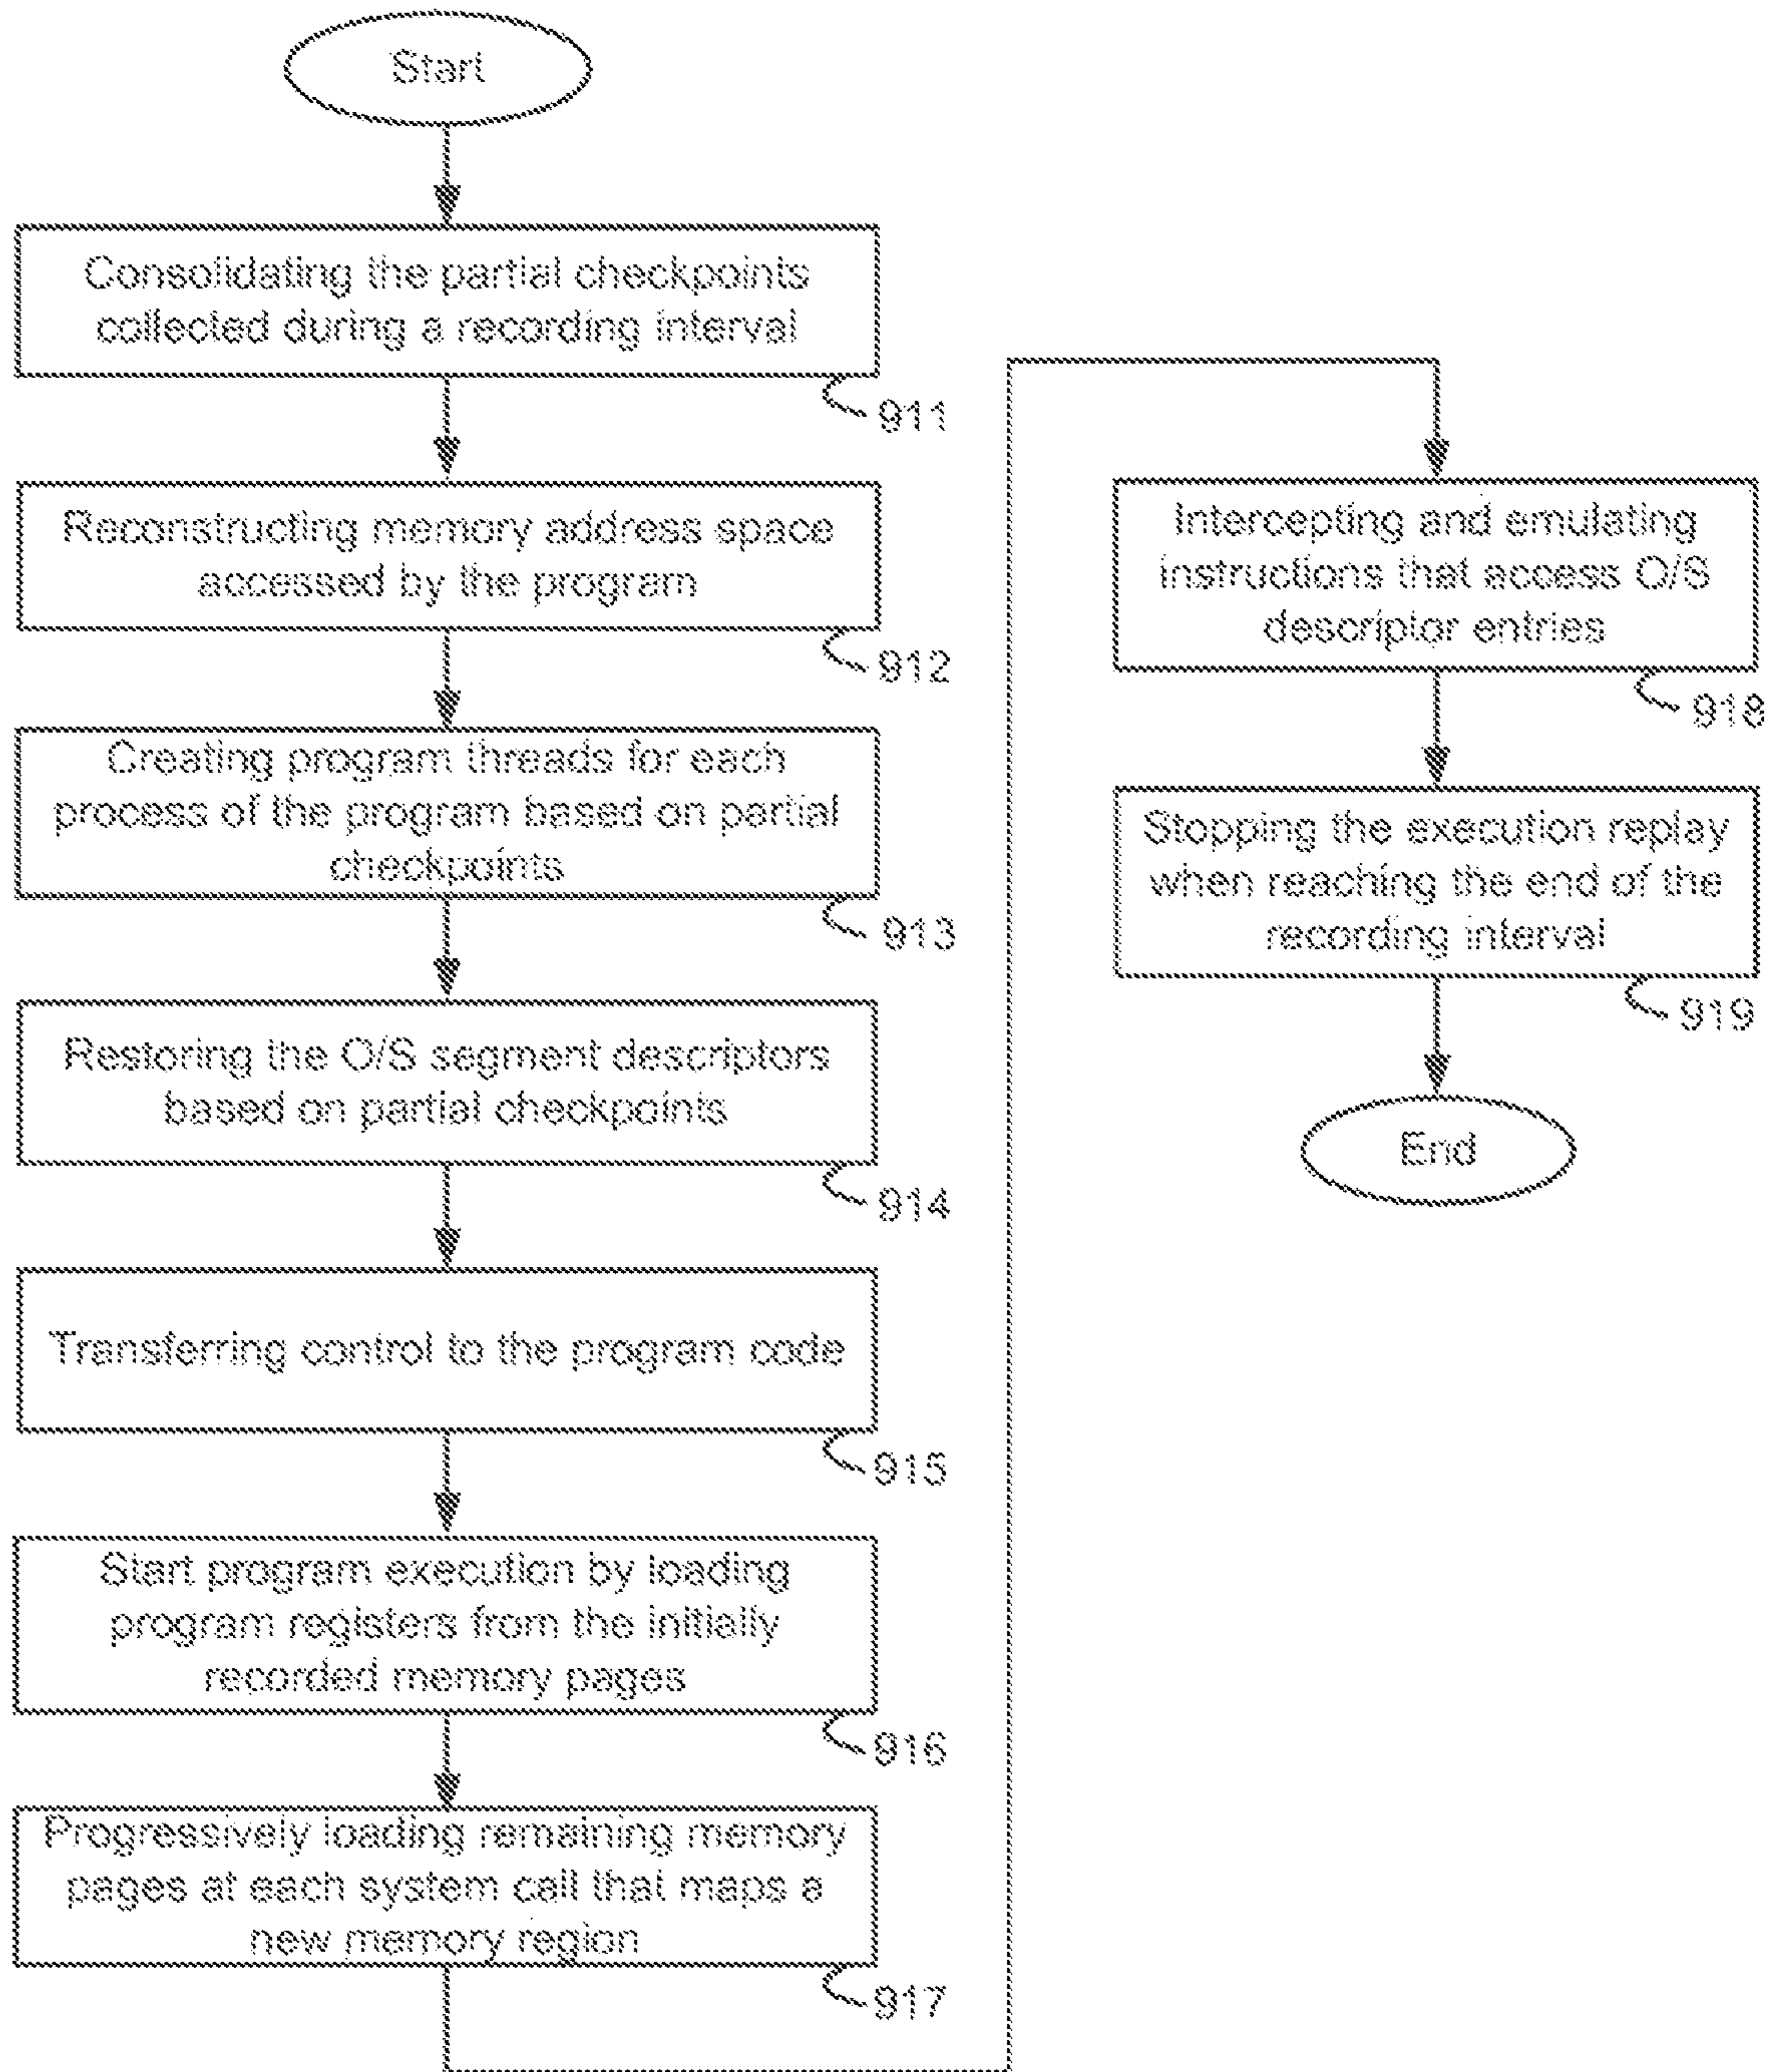 Start
Consolidating the partial checkpoints
collected during a recording interval
911
Reconstructing memory address space
accessed by the program
912
Creating program threads for each
process of the program based on partial
checkpoints
913
Restoring the O/S segment descriptors
based on partial checkpoints
914
Transferring control to the program code
915
Start program execution by loading
program registers from the initially
recorded memory pages
916
Progressively loading remaining memory
pages at each system call that maps a
new memory region
917
Intercepting and emulating
instructions that access O/S
descriptor entries
918
Stopping the execution replay
when reaching the end of the
recording interval
919
End